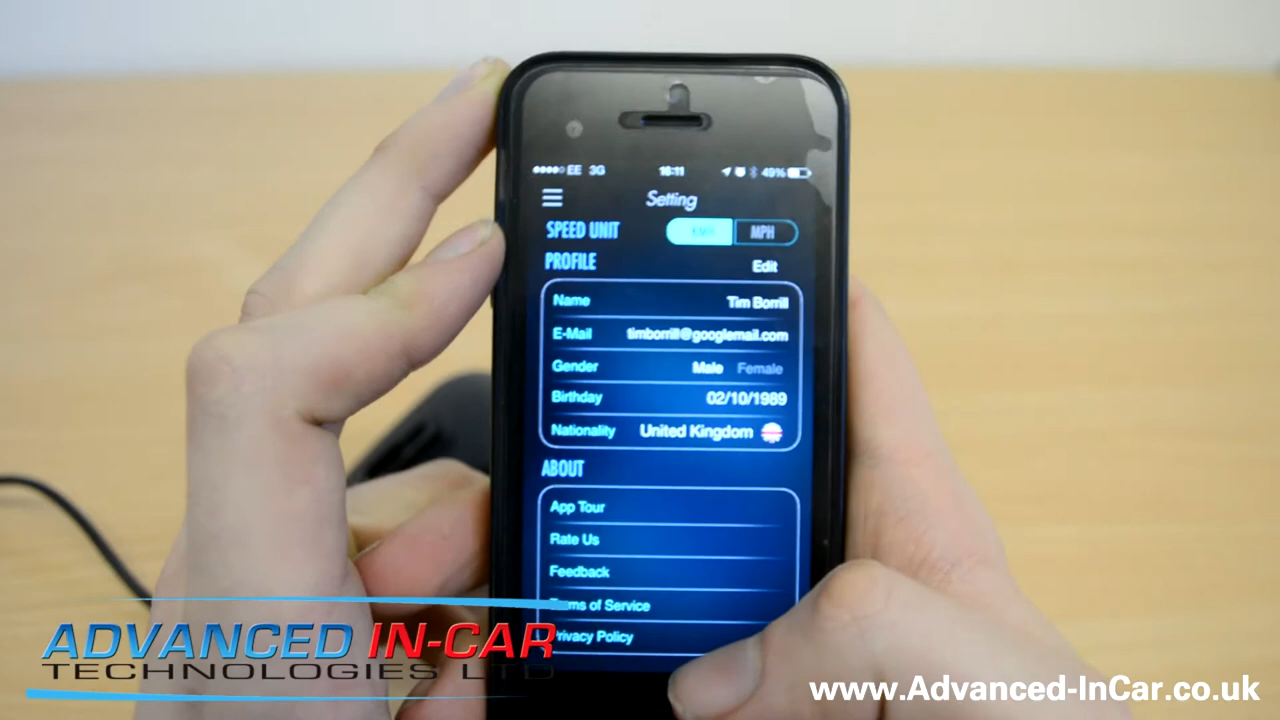 EE 3G 16:11 49%
Setting
SPEED UNIT KMH MPH
PROFILE Edit
Name Tim Borrill
E-Mail timborrill@googlemail.com
Gender Male Female
Birthday 02/10/1989
Nationality United Kingdom
ABOUT
App Tour
Rate Us
Feedback
Terms of Service
Privacy Policy
ADVANCED IN-CAR
TECHNOLOGIES LTD
www.Advanced-InCar.co.uk